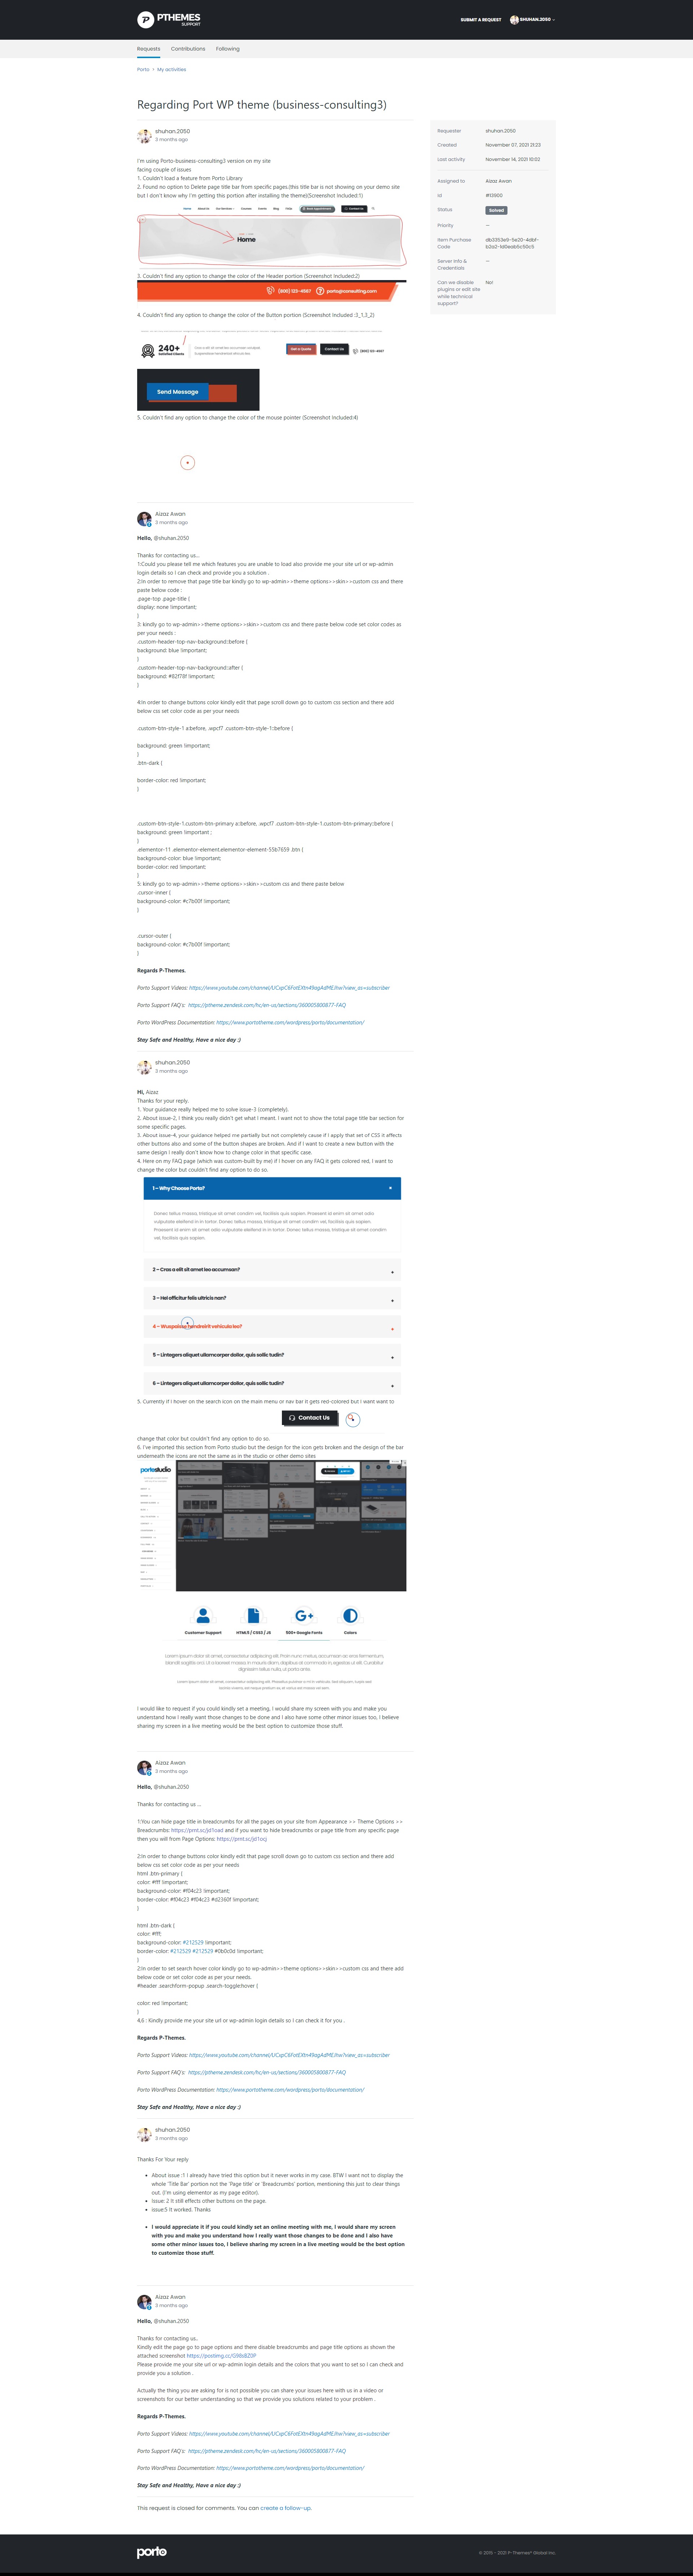 PTHEMES
SUPPORT
SUBMIT A REQUEST
SHUHAN.2050
Requests
Contributions
Following
Porto
My activities
Regarding Port WP theme (business-consulting3)
shuhan.2050
3 months ago
I'm using Porto-business-consulting3 version on my site
facing couple of issues
1. Couldn't load a feature from Porto Library
2. Found no option to Delete page title bar from specific pages.(this title bar is not showing on your demo site
but I don't know why I'm getting this portion after installing the theme)(Screenshot Included:1)
Home
3. Couldn't find any option to change the color of the Header portion (Screenshot Included:2)
(800) 123-4567
porto@consulting.com
4. Couldn't find any option to change the color of the Button portion (Screenshot Included :3_1,3_2)
240+
Satisfied Clients
Get a Quote
Contact Us
(800) 123-4567
Send Message
5. Couldn't find any option to change the color of the mouse pointer (Screenshot Included:4)
Aizaz Awan
3 months ago
Hello, @shuhan.2050
Thanks for contacting us...
1:Could you please tell me which features you are unable to load also provide me your site url or wp-admin
login details so I can check and provide you a solution .
2:In order to remove that page title bar kindly go to wp-admin>>theme options>>skin>>custom css and there
paste below code :
.page-top .page-title {
display: none !important;
}
3: kindly go to wp-admin>>theme options>>skin>>custom css and there paste below code set color codes as
per your needs :
.custom-header-top-nav-background::before {
background: blue !important;
}
.custom-header-top-nav-background::after {
background: #82f78f !important;
}
4:In order to change buttons color kindly edit that page scroll down go to custom css section and there add
below css set color code as per your needs
.custom-btn-style-1 a:before, .wpcf7 .custom-btn-style-1::before {
background: green !important;
}
.btn-dark {
border-color: red !important;
}
.custom-btn-style-1.custom-btn-primary a::before, .wpcf7 .custom-btn-style-1.custom-btn-primary::before {
background: green !important ;
}
.elementor-11 .elementor-element.elementor-element-55b7659 .btn {
background-color: blue !important;
border-color: red !important;
}
5: kindly go to wp-admin>>theme options>>skin>>custom css and there paste below
.cursor-inner {
background-color: #c7b00f !important;
}
.cursor-outer {
background-color: #c7b00f !important;
}
Regards P-Themes.
Porto Support Videos: https://www.youtube.com/channel/UCxpC6FotEXtn49agAdMEihw?view_as=subscriber
Porto Support FAQ's: https://ptheme.zendesk.com/hc/en-us/sections/360005800877-FAQ
Porto WordPress Documentation: https://www.portotheme.com/wordpress/porto/documentation/
Stay Safe and Healthy, Have a nice day :)
shuhan.2050
3 months ago
Hi, Aizaz
Thanks for your reply.
1. Your guidance really helped me to solve issue-3 (completely).
2. About issue-2, I think you really didn't get what I meant. I want not to show the total page title bar section for
some specific pages.
3. About issue-4, your guidance helped me partially but not completely cause if I apply that set of CSS it affects
other buttons also and some of the button shapes are broken. And if I want to create a new button with the
same design I really don't know how to change color in that specific case.
4. Here on my FAQ page (which was custom-built by me) if I hover on any FAQ it gets colored red, I want to
change the color but couldn't find any option to do so.
1 – Why Choose Porto?
Donec tellus massa, tristique sit amet condim vel, facilisis quis sapien. Praesent id enim sit amet odio
vulputate eleifend in in tortor. Donec tellus massa, tristique sit amet condim vel, facilisis quis sapien.
Praesent id enim sit amet odio vulputate eleifend in in tortor. Donec tellus massa, tristique sit amet condim
vel, facilisis quis sapien.
2 – Cras a elit sit amet leo accumsan?
3 – Hel officitur felis ultricis nan?
5 – Lintegers aliquet ullamcorper dollor, quis sollic tudin?
6 – Lintegers aliquet ullamcorper dollor, quis sollic tudin?
5. Currently if I hover on the search icon on the main menu or nav bar it gets red-colored but I want to
Contact Us
change that color but couldn't find any option to do so.
6. I've imported this section from Porto studio but the design for the icon gets broken and the design of the bar
underneath the icons are not the same as in the studio or other demo sites
portostudio
Customer Support
HTML5 / CSS3 / JS
500+ Google Fonts
Colors
I would like to request if you could kindly set a meeting, I would share my screen with you and make you
understand how I really want those changes to be done and I also have some other minor issues too, I believe
sharing my screen in a live meeting would be the best option to customize those stuff.
Aizaz Awan
3 months ago
Hello, @shuhan.2050
Thanks for contacting us ...
1:You can hide page title in breadcrumbs for all the pages on your site from Appearance >> Theme Options >>
Breadcrumbs: https://prnt.sc/jd1oad and if you want to hide breadcrumbs or page title from any specific page
then you will from Page Options: https://prnt.sc/jd1ocj
2:In order to change buttons color kindly edit that page scroll down go to custom css section and there add
below css set color code as per your needs
html .btn-primary {
color: #fff !important;
background-color: #f04c23 !important;
border-color: #f04c23 #f04c23 #d2360f !important;
}
html .btn-dark {
color: #fff;
background-color: #212529 !important;
border-color: #212529 #212529 #0b0c0d !important;
}
2:In order to set search hover color kindly go to wp-admin>>theme options>>skin>>custom css and there add
below code or set color code as per your needs.
#header .searchform-popup .search-toggle:hover {
color: red !important;
}
4,6 : Kindly provide me your site url or wp-admin login details so I can check it for you .
Regards P-Themes.
Porto Support Videos: https://www.youtube.com/channel/UCxpC6FotEXtn49agAdMEihw?view_as=subscriber
Porto Support FAQ's: https://ptheme.zendesk.com/hc/en-us/sections/360005800877-FAQ
Porto WordPress Documentation: https://www.portotheme.com/wordpress/porto/documentation/
Stay Safe and Healthy, Have a nice day :)
shuhan.2050
3 months ago
Thanks For Your reply
• About issue :1 I already have tried this option but it never works in my case. BTW I want not to display the
whole 'Title Bar' portion not the 'Page title' or 'Breadcrumbs' portion, mentioning this just to clear things
out. (I'm using elementor as my page editor).
• Issue: 2 It still effects other buttons on the page.
• issue:5 It worked. Thanks
• I would appreciate it if you could kindly set an online meeting with me, I would share my screen
with you and make you understand how I really want those changes to be done and I also have
some other minor issues too, I believe sharing my screen in a live meeting would be the best option
to customize those stuff.
Aizaz Awan
3 months ago
Hello, @shuhan.2050
Thanks for contacting us..
Kindly edit the page go to page options and there disable breadcrumbs and page title options as shown the
attached screenshot
Please provide me your site url or wp-admin login details and the colors that you want to set so I can check and
provide you a solution .
Actually the thing you are asking for is not possible you can share your issues here with us in a video or
screenshots for our better understanding so that we provide you solutions related to your problem .
Regards P-Themes.
Porto Support Videos: https://www.youtube.com/channel/UCxpC6FotEXtn49agAdMEihw?view_as=subscriber
Porto Support FAQ's: https://ptheme.zendesk.com/hc/en-us/sections/360005800877-FAQ
Porto WordPress Documentation: https://www.portotheme.com/wordpress/porto/documentation/
Stay Safe and Healthy, Have a nice day :)
This request is closed for comments. You can create a follow-up.
Requester
shuhan.2050
Created
November 07, 2021 21:23
Last activity
November 14, 2021 10:02
Assigned to
Aizaz Awan
Id
#13900
Status
Solved
Priority
—
Item Purchase
Code
Server Info &
Credentials
—
Can we disable
plugins or edit site
while technical
support?
No!
porto
© 2015 - 2021 P-Themes® Global Inc.